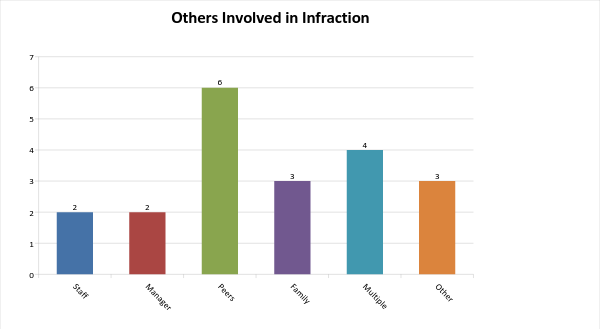 Others Involved in Infraction
7
6
5
4
3
2
1
0
2
2
6
3
4
3
Staff
Manager
Peers
Family
Multiple
Other